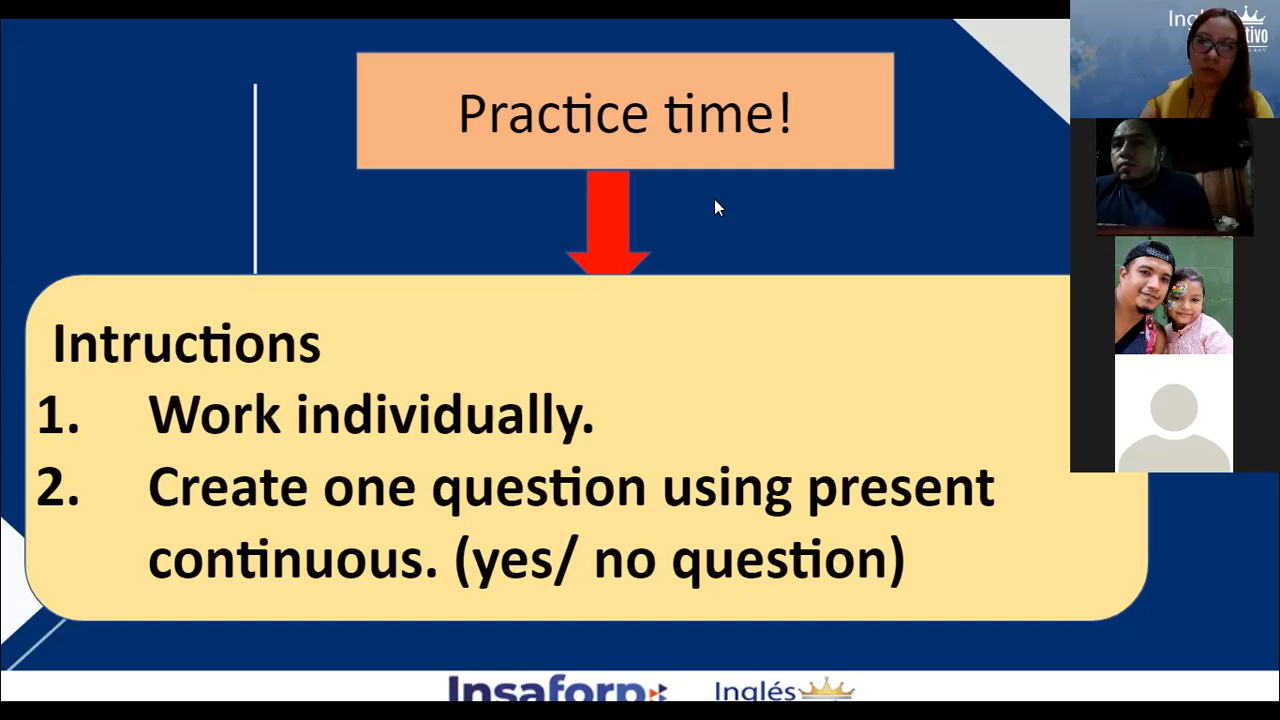 Practice time!
Intructions
1. Work individually.
2. Create one question using present
continuous. (yes/ no question)
Insaforp
Inglés